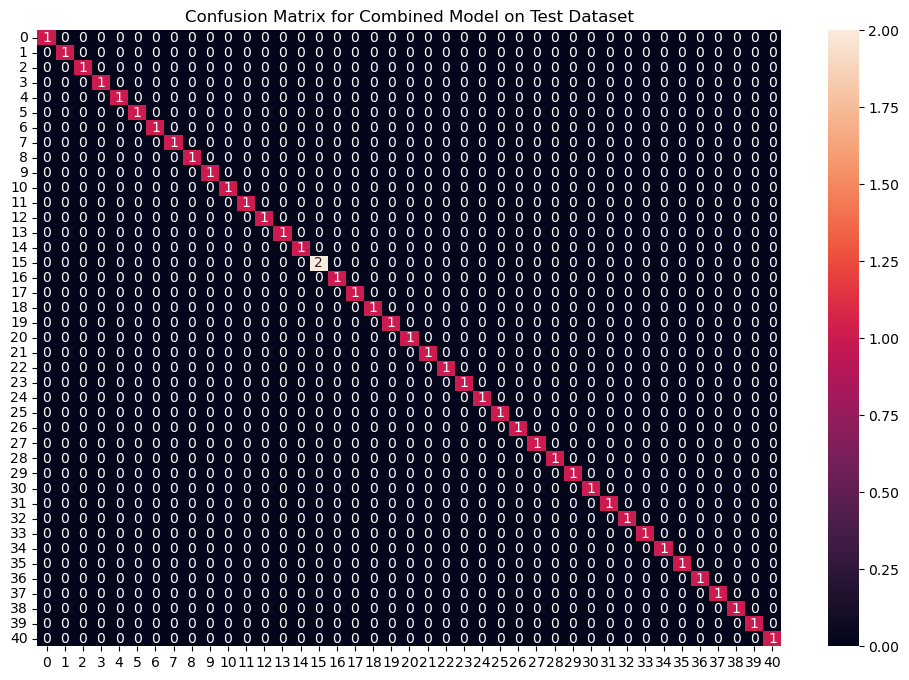 Confusion Matrix for Combined Model on Test Dataset
0 1 0 0 0 0 0 0 0 0 0 0 0 0 0 0 0 0 0 0 0 0 0 0 0 0 0 0 0 0 0 0 0 0 0 0 0 0 0 0 0 0
1 0 1 0 0 0 0 0 0 0 0 0 0 0 0 0 0 0 0 0 0 0 0 0 0 0 0 0 0 0 0 0 0 0 0 0 0 0 0 0 0 0
2 0 0 1 0 0 0 0 0 0 0 0 0 0 0 0 0 0 0 0 0 0 0 0 0 0 0 0 0 0 0 0 0 0 0 0 0 0 0 0 0 0
3 0 0 0 1 0 0 0 0 0 0 0 0 0 0 0 0 0 0 0 0 0 0 0 0 0 0 0 0 0 0 0 0 0 0 0 0 0 0 0 0 0
4 0 0 0 0 1 0 0 0 0 0 0 0 0 0 0 0 0 0 0 0 0 0 0 0 0 0 0 0 0 0 0 0 0 0 0 0 0 0 0 0 0
5 0 0 0 0 0 1 0 0 0 0 0 0 0 0 0 0 0 0 0 0 0 0 0 0 0 0 0 0 0 0 0 0 0 0 0 0 0 0 0 0 0
6 0 0 0 0 0 0 1 0 0 0 0 0 0 0 0 0 0 0 0 0 0 0 0 0 0 0 0 0 0 0 0 0 0 0 0 0 0 0 0 0 0
7 0 0 0 0 0 0 0 1 0 0 0 0 0 0 0 0 0 0 0 0 0 0 0 0 0 0 0 0 0 0 0 0 0 0 0 0 0 0 0 0 0
8 0 0 0 0 0 0 0 0 1 0 0 0 0 0 0 0 0 0 0 0 0 0 0 0 0 0 0 0 0 0 0 0 0 0 0 0 0 0 0 0 0
9 0 0 0 0 0 0 0 0 0 1 0 0 0 0 0 0 0 0 0 0 0 0 0 0 0 0 0 0 0 0 0 0 0 0 0 0 0 0 0 0 0
10 0 0 0 0 0 0 0 0 0 0 1 0 0 0 0 0 0 0 0 0 0 0 0 0 0 0 0 0 0 0 0 0 0 0 0 0 0 0 0 0 0
11 0 0 0 0 0 0 0 0 0 0 0 1 0 0 0 0 0 0 0 0 0 0 0 0 0 0 0 0 0 0 0 0 0 0 0 0 0 0 0 0 0
12 0 0 0 0 0 0 0 0 0 0 0 0 1 0 0 0 0 0 0 0 0 0 0 0 0 0 0 0 0 0 0 0 0 0 0 0 0 0 0 0 0
13 0 0 0 0 0 0 0 0 0 0 0 0 0 1 0 0 0 0 0 0 0 0 0 0 0 0 0 0 0 0 0 0 0 0 0 0 0 0 0 0 0
14 0 0 0 0 0 0 0 0 0 0 0 0 0 0 1 0 0 0 0 0 0 0 0 0 0 0 0 0 0 0 0 0 0 0 0 0 0 0 0 0 0
15 0 0 0 0 0 0 0 0 0 0 0 0 0 0 0 2 0 0 0 0 0 0 0 0 0 0 0 0 0 0 0 0 0 0 0 0 0 0 0 0 0
16 0 0 0 0 0 0 0 0 0 0 0 0 0 0 0 0 1 0 0 0 0 0 0 0 0 0 0 0 0 0 0 0 0 0 0 0 0 0 0 0 0
17 0 0 0 0 0 0 0 0 0 0 0 0 0 0 0 0 0 1 0 0 0 0 0 0 0 0 0 0 0 0 0 0 0 0 0 0 0 0 0 0 0
18 0 0 0 0 0 0 0 0 0 0 0 0 0 0 0 0 0 0 1 0 0 0 0 0 0 0 0 0 0 0 0 0 0 0 0 0 0 0 0 0 0
19 0 0 0 0 0 0 0 0 0 0 0 0 0 0 0 0 0 0 0 1 0 0 0 0 0 0 0 0 0 0 0 0 0 0 0 0 0 0 0 0 0
20 0 0 0 0 0 0 0 0 0 0 0 0 0 0 0 0 0 0 0 0 1 0 0 0 0 0 0 0 0 0 0 0 0 0 0 0 0 0 0 0 0
21 0 0 0 0 0 0 0 0 0 0 0 0 0 0 0 0 0 0 0 0 0 1 0 0 0 0 0 0 0 0 0 0 0 0 0 0 0 0 0 0 0
22 0 0 0 0 0 0 0 0 0 0 0 0 0 0 0 0 0 0 0 0 0 0 1 0 0 0 0 0 0 0 0 0 0 0 0 0 0 0 0 0 0
23 0 0 0 0 0 0 0 0 0 0 0 0 0 0 0 0 0 0 0 0 0 0 0 1 0 0 0 0 0 0 0 0 0 0 0 0 0 0 0 0 0
24 0 0 0 0 0 0 0 0 0 0 0 0 0 0 0 0 0 0 0 0 0 0 0 0 1 0 0 0 0 0 0 0 0 0 0 0 0 0 0 0 0
25 0 0 0 0 0 0 0 0 0 0 0 0 0 0 0 0 0 0 0 0 0 0 0 0 0 1 0 0 0 0 0 0 0 0 0 0 0 0 0 0 0
26 0 0 0 0 0 0 0 0 0 0 0 0 0 0 0 0 0 0 0 0 0 0 0 0 0 0 1 0 0 0 0 0 0 0 0 0 0 0 0 0 0
27 0 0 0 0 0 0 0 0 0 0 0 0 0 0 0 0 0 0 0 0 0 0 0 0 0 0 0 1 0 0 0 0 0 0 0 0 0 0 0 0 0
28 0 0 0 0 0 0 0 0 0 0 0 0 0 0 0 0 0 0 0 0 0 0 0 0 0 0 0 0 1 0 0 0 0 0 0 0 0 0 0 0 0
29 0 0 0 0 0 0 0 0 0 0 0 0 0 0 0 0 0 0 0 0 0 0 0 0 0 0 0 0 0 1 0 0 0 0 0 0 0 0 0 0 0
30 0 0 0 0 0 0 0 0 0 0 0 0 0 0 0 0 0 0 0 0 0 0 0 0 0 0 0 0 0 0 1 0 0 0 0 0 0 0 0 0 0
31 0 0 0 0 0 0 0 0 0 0 0 0 0 0 0 0 0 0 0 0 0 0 0 0 0 0 0 0 0 0 0 1 0 0 0 0 0 0 0 0 0
32 0 0 0 0 0 0 0 0 0 0 0 0 0 0 0 0 0 0 0 0 0 0 0 0 0 0 0 0 0 0 0 0 1 0 0 0 0 0 0 0 0
33 0 0 0 0 0 0 0 0 0 0 0 0 0 0 0 0 0 0 0 0 0 0 0 0 0 0 0 0 0 0 0 0 0 1 0 0 0 0 0 0 0
34 0 0 0 0 0 0 0 0 0 0 0 0 0 0 0 0 0 0 0 0 0 0 0 0 0 0 0 0 0 0 0 0 0 0 1 0 0 0 0 0 0
35 0 0 0 0 0 0 0 0 0 0 0 0 0 0 0 0 0 0 0 0 0 0 0 0 0 0 0 0 0 0 0 0 0 0 0 1 0 0 0 0 0
36 0 0 0 0 0 0 0 0 0 0 0 0 0 0 0 0 0 0 0 0 0 0 0 0 0 0 0 0 0 0 0 0 0 0 0 0 1 0 0 0 0
37 0 0 0 0 0 0 0 0 0 0 0 0 0 0 0 0 0 0 0 0 0 0 0 0 0 0 0 0 0 0 0 0 0 0 0 0 0 1 0 0 0
38 0 0 0 0 0 0 0 0 0 0 0 0 0 0 0 0 0 0 0 0 0 0 0 0 0 0 0 0 0 0 0 0 0 0 0 0 0 0 1 0 0
39 0 0 0 0 0 0 0 0 0 0 0 0 0 0 0 0 0 0 0 0 0 0 0 0 0 0 0 0 0 0 0 0 0 0 0 0 0 0 0 1 0
40 0 0 0 0 0 0 0 0 0 0 0 0 0 0 0 0 0 0 0 0 0 0 0 0 0 0 0 0 0 0 0 0 0 0 0 0 0 0 0 0 1
0 1 2 3 4 5 6 7 8 9 10 11 12 13 14 15 16 17 18 19 20 21 22 23 24 25 26 27 28 29 30 31 32 33 34 35 36 37 38 39 40
2.00
1.75
1.50
1.25
1.00
0.75
0.50
0.25
0.00